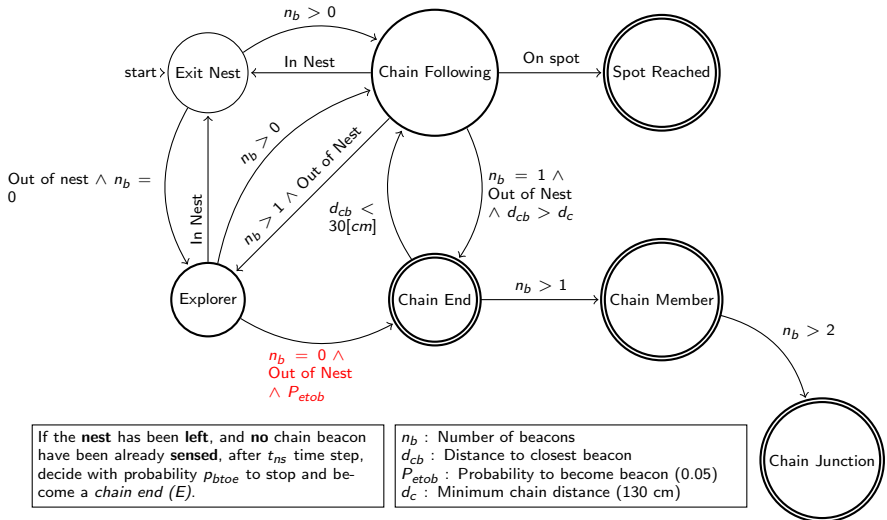 n_b > 0
start
Exit Nest
In Nest
Chain Following
On spot
Spot Reached
Out of nest ∧ n_b =
0
In Nest
n_b > 0
n_b > 1 ∧ Out of Nest
d_cb <
30[cm]
n_b = 1 ∧
Out of Nest
∧ d_cb > d_c
Explorer
Chain End
n_b > 1
Chain Member
n_b = 0 ∧
Out of Nest
∧ P_etob
n_b > 2
Chain Junction
If the nest has been left, and no chain beacon
have been already sensed, after t_ns time step,
decide with probability p_btoe to stop and be-
come a chain end (E).
n_b : Number of beacons
d_cb : Distance to closest beacon
P_etob : Probability to become beacon (0.05)
d_c : Minimum chain distance (130 cm)